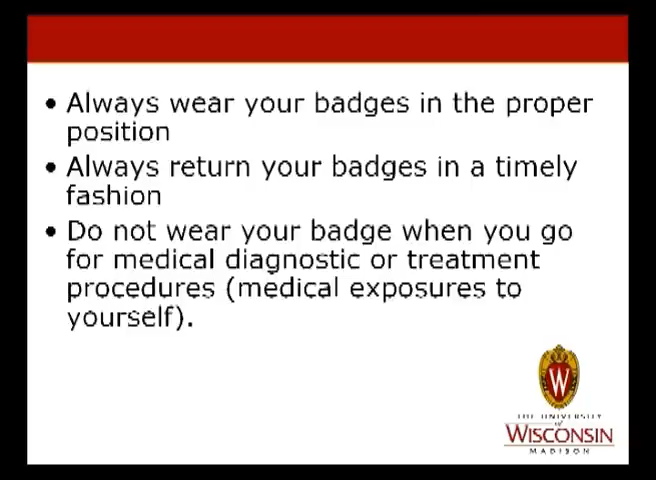 • Always wear your badges in the proper
position
• Always return your badges in a timely
fashion
• Do not wear your badge when you go
for medical diagnostic or treatment
procedures (medical exposures to
yourself).
W
THE UNIVERSITY
of
WISCONSIN
MADISON